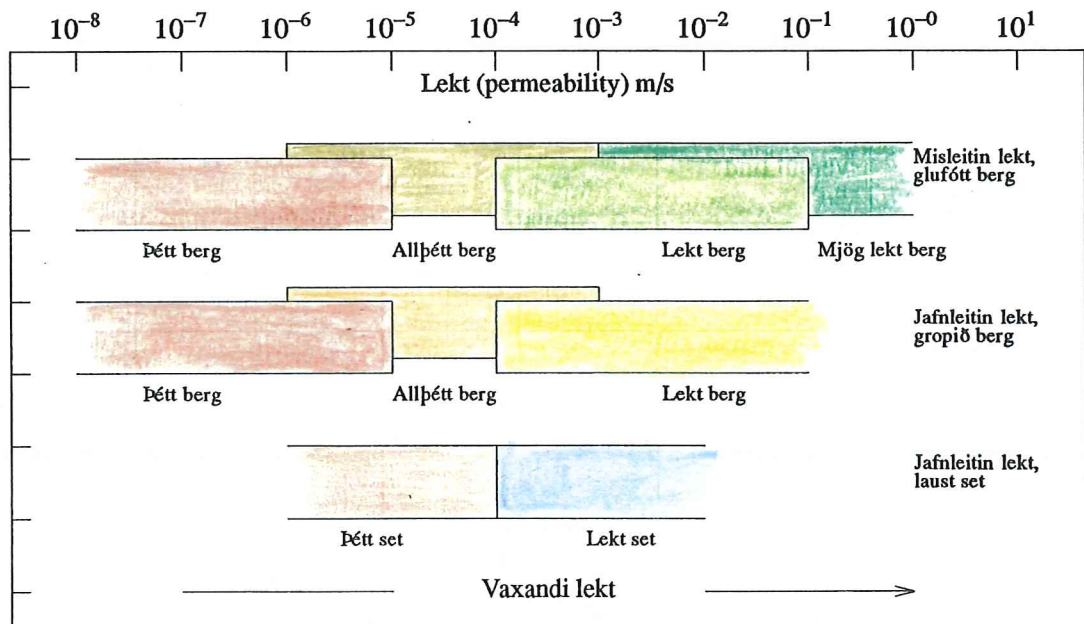 10⁻⁸ 10⁻⁷ 10⁻⁶ 10⁻⁵ 10⁻⁴ 10⁻³ 10⁻² 10⁻¹ 10⁻⁰ 10¹
Lekt (permeability) m/s
Misleitin lekt,
glufótt berg
Þétt berg Allþétt berg Lekt berg Mjög lekt berg
Jafnleitin lekt,
gropið berg
Þétt berg Allþétt berg Lekt berg
Jafnleitin lekt,
laust set
Þétt set Lekt set
Vaxandi lekt